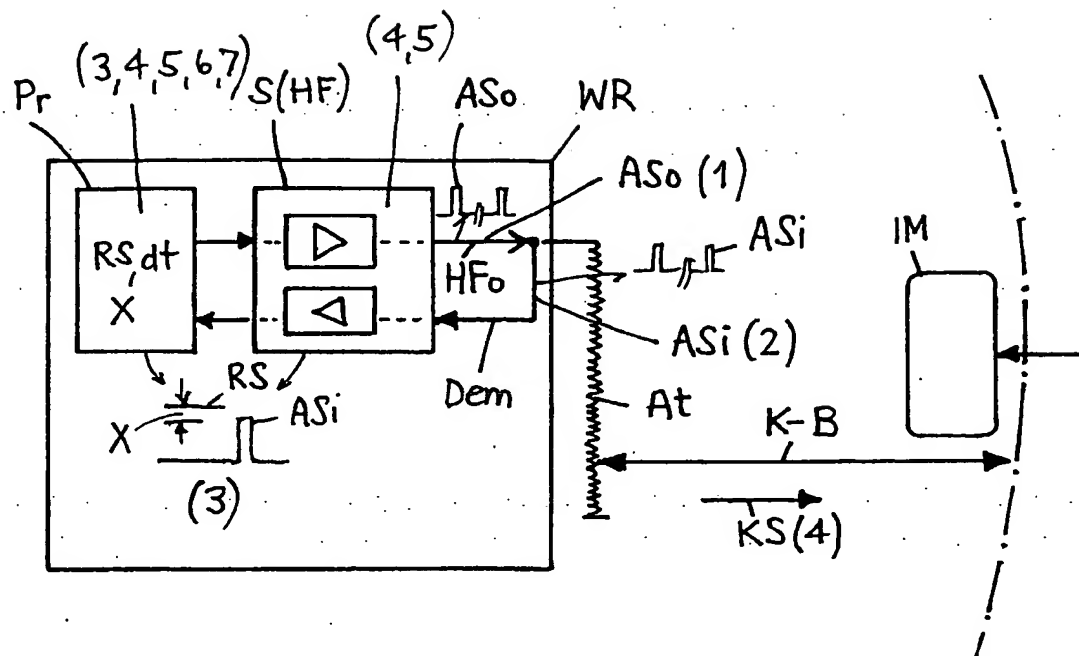 (4,5)
(3,4,5,6,7)
Pr
S(HF)
ASo
WR
ASo (1)
ASi
IM
RS, dt
HFo
X
ASi (2)
RS
Dem
At
ASi
X
K-B
(3)
KS(4)